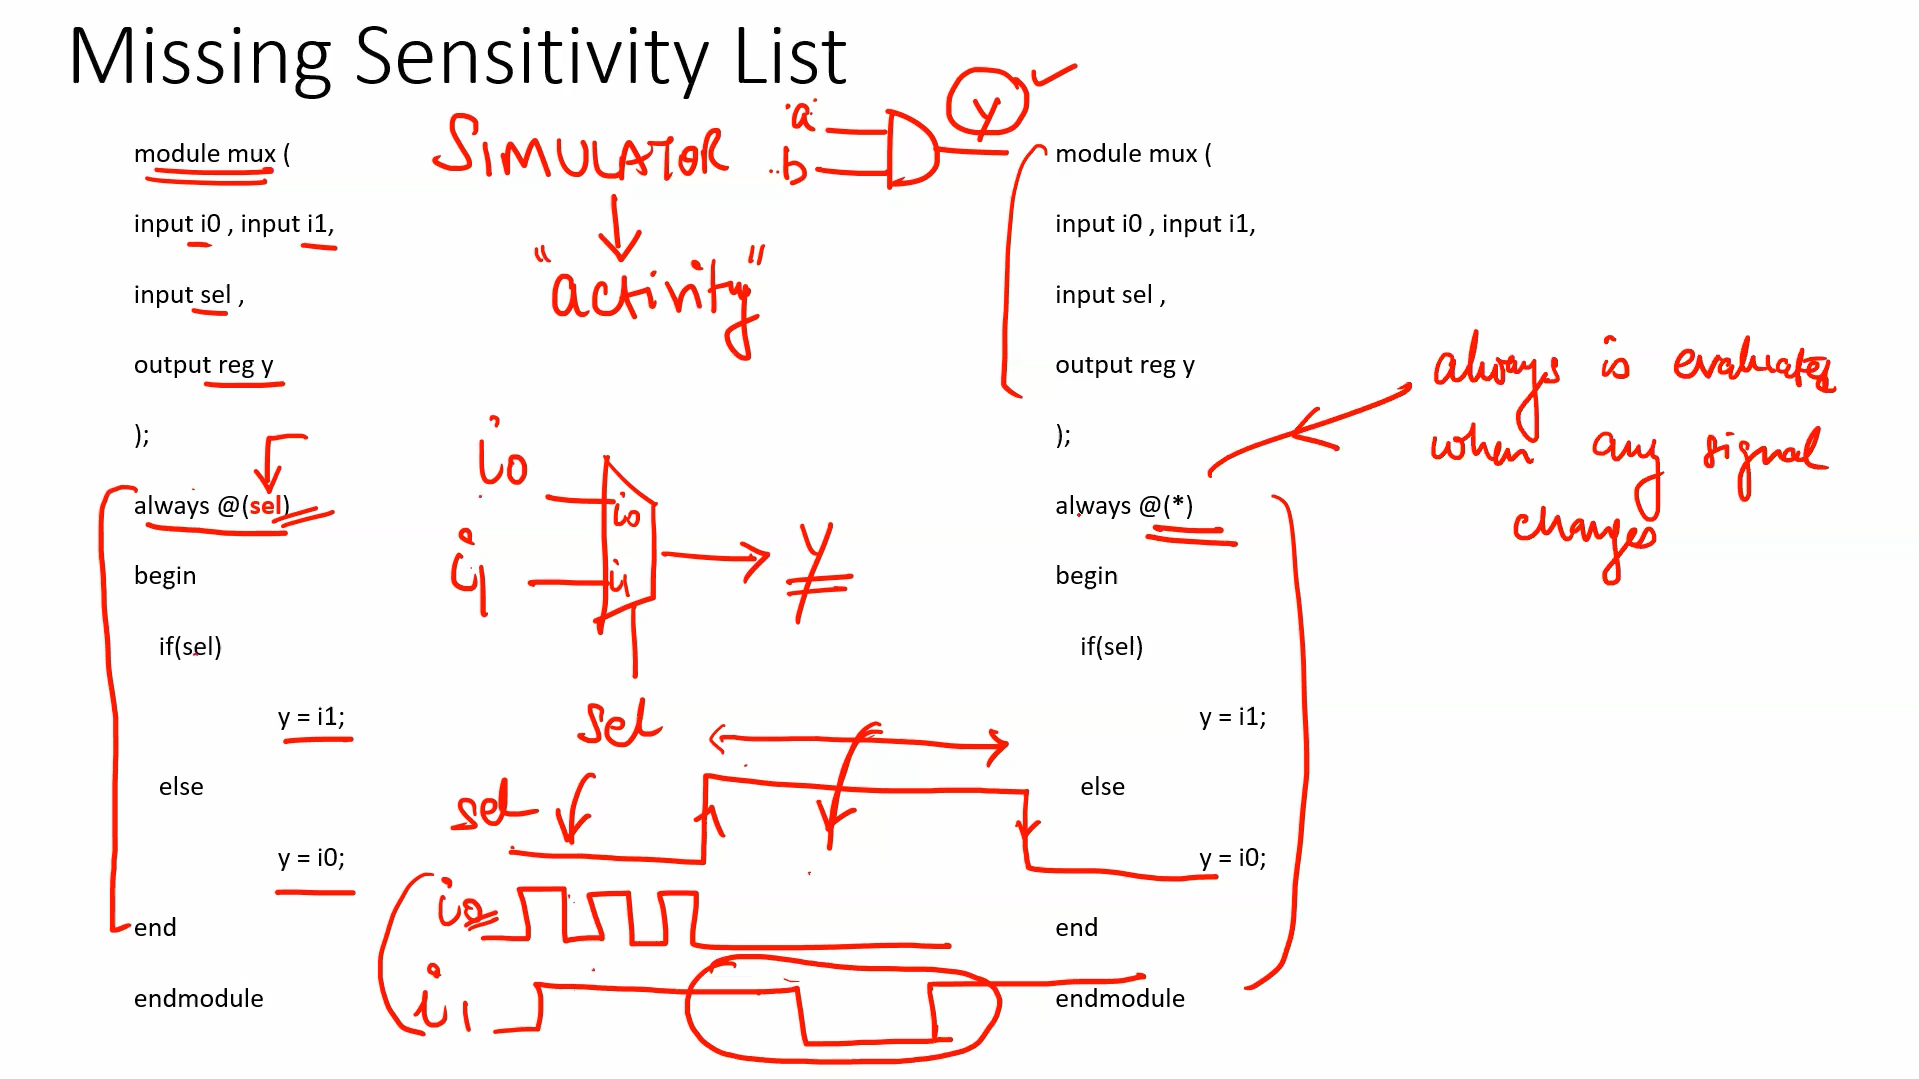 Missing Sensitivity List
module mux (
input i0 , input i1,
input sel ,
output reg y
);
always @(sel)
begin
if(sel)
y = i1;
else
y = i0;
end
endmodule
SIMULATOR
"activity"
a
b
y
i0
i1
i0
i1
y
sel
sel
i0
i1
module mux (
input i0 , input i1,
input sel ,
output reg y
);
always @(*)
begin
if(sel)
y = i1;
else
y = i0;
end
endmodule
always is evaluates
when any signal
changes